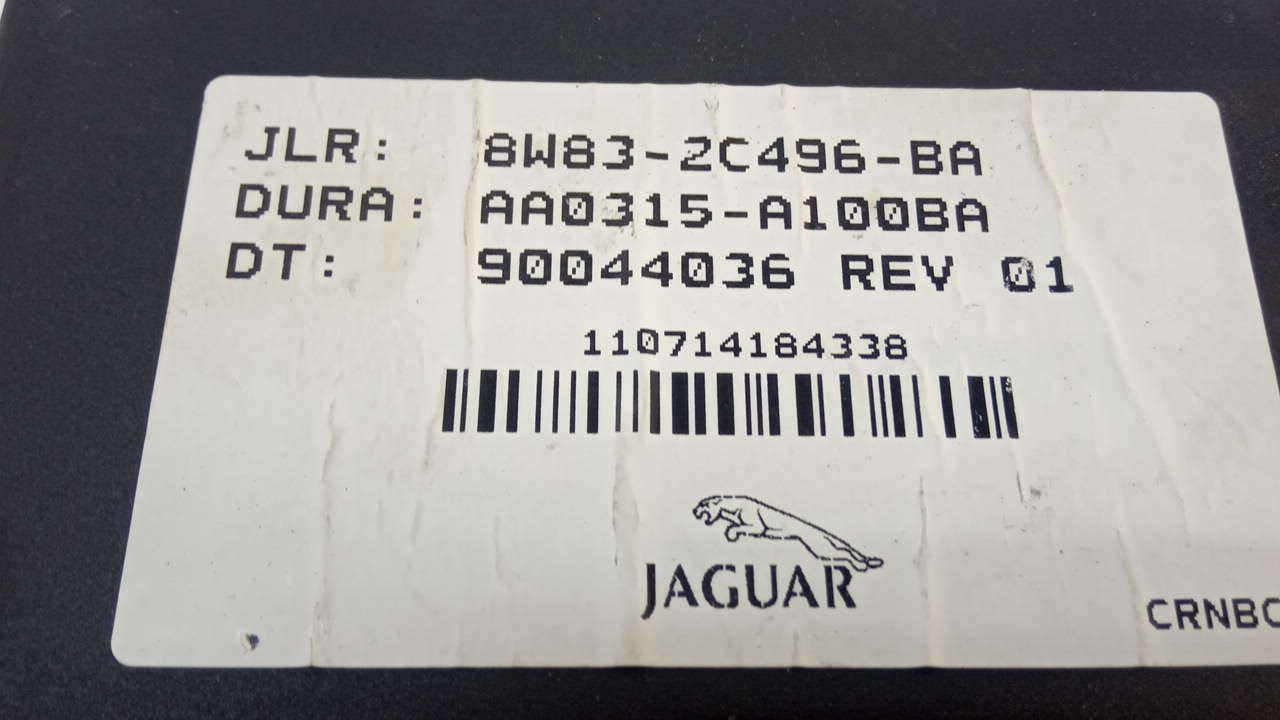 JLR: 8W83-2C496-BA
DURA: AA0315-A100BA
DT: 90044036 REV 01
110714184338
JAGUAR
CRNBC